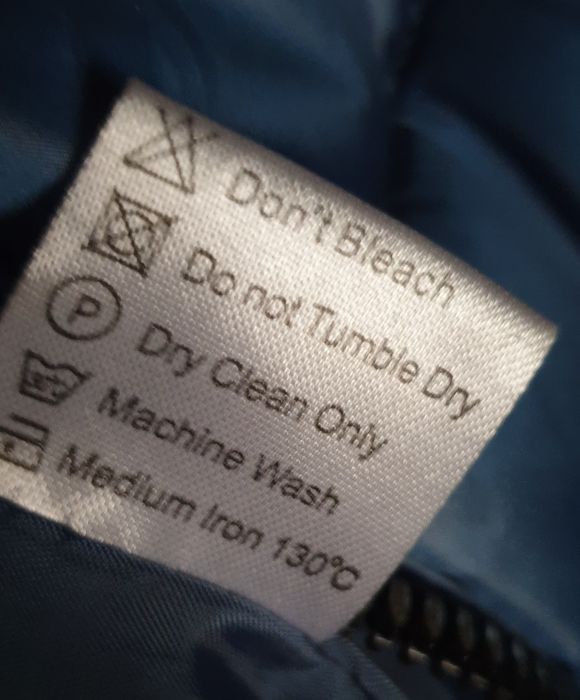 Don't Bleach
Do not Tumble Dry
P
Dry Clean Only
Machine Wash
Medium Iron 130°C